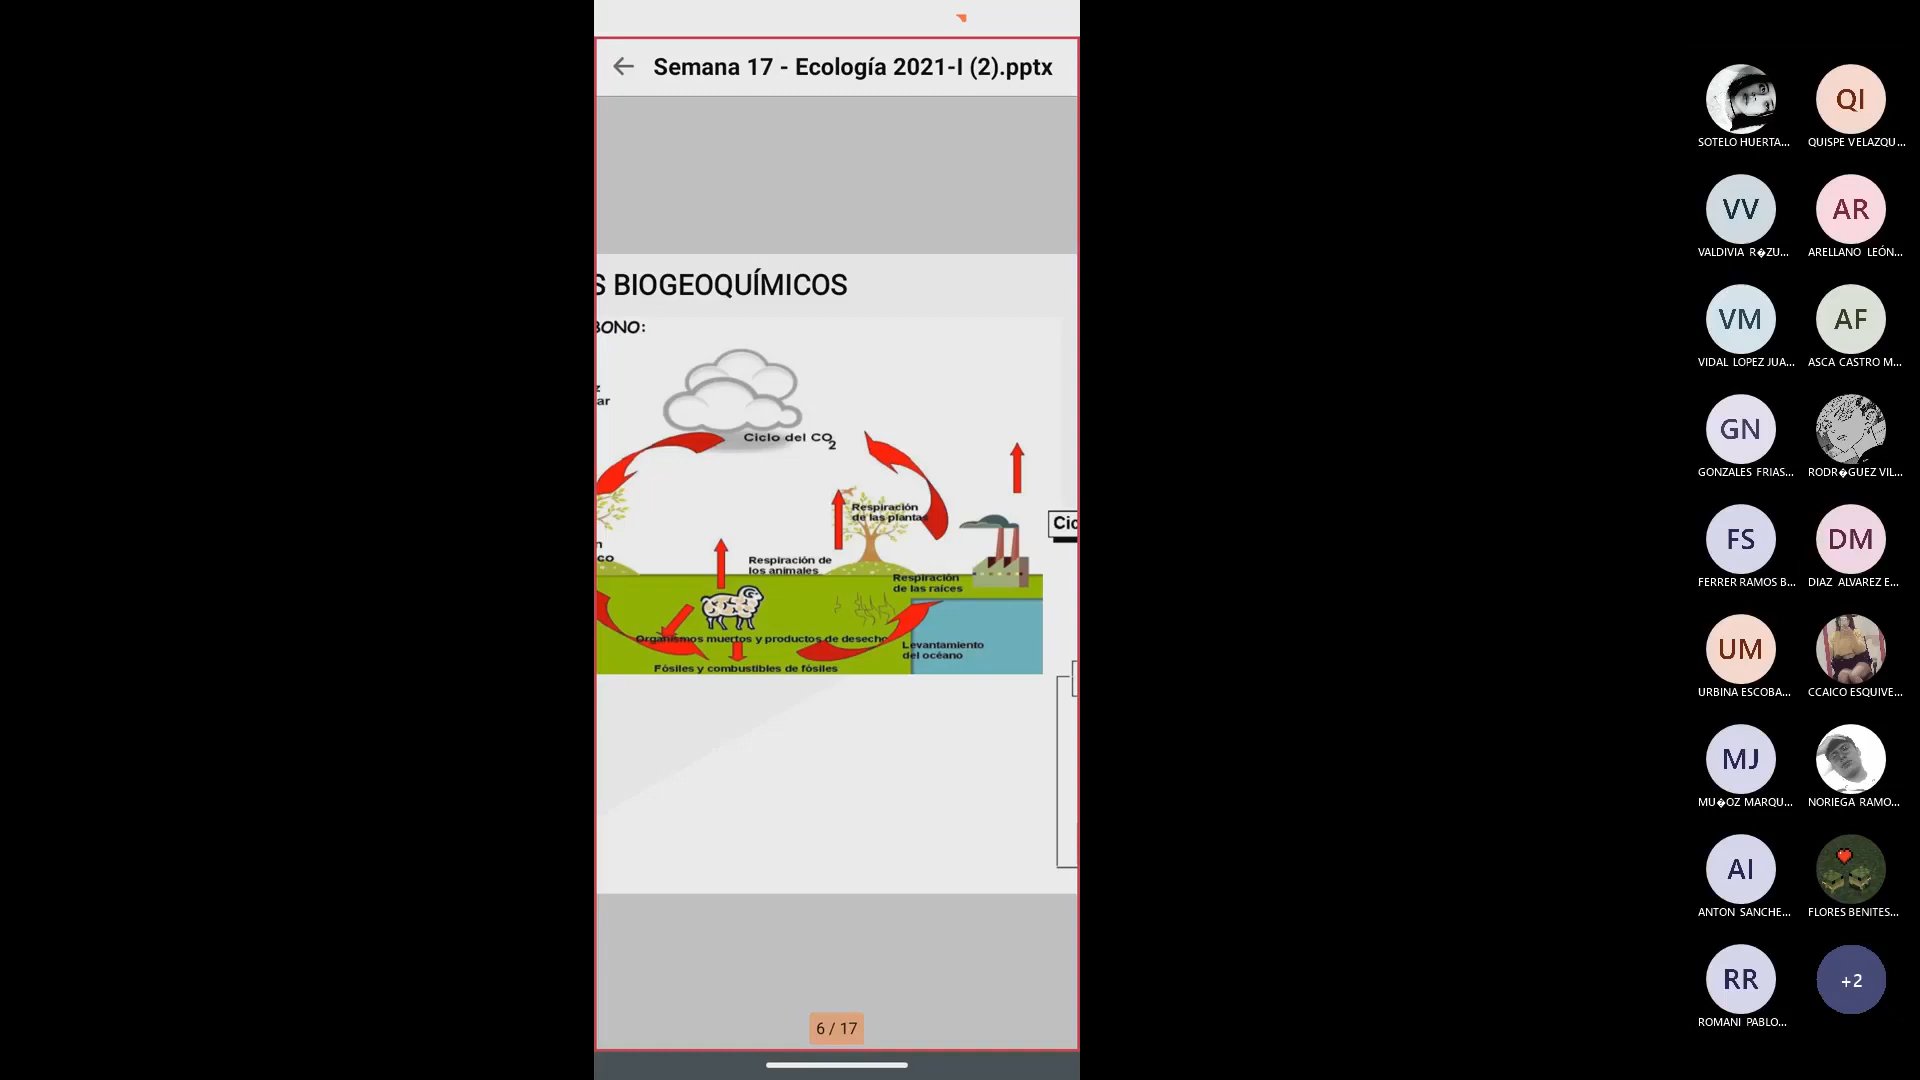 Semana 17 - Ecología 2021-I (2).pptx
S BIOGEOQUÍMICOS
BONO:
z
ar
Ciclo del CO2
Respiración
de las plantas
Cic
n
co
Respiración de
los animales
Respiración
de las raíces
Organismos muertos y productos de desecho
Levantamiento
del océano
Fósiles y combustibles de fósiles
6 / 17
SOTELO HUERTA...
QI
QUISPE VELAZQU...
VV
VALDIVIA R�ZU...
AR
ARELLANO LEÓN...
VM
VIDAL LOPEZ JUA...
AF
ASCA CASTRO M...
GN
GONZALES FRIAS...
RODR�GUEZ VIL...
FS
FERRER RAMOS B...
DM
DIAZ ALVAREZ E...
UM
URBINA ESCOBA...
CCAICO ESQUIVE...
MJ
MU�OZ MARQU...
NORIEGA RAMO...
AI
ANTON SANCHE...
FLORES BENITES...
RR
ROMANI PABLO...
+2